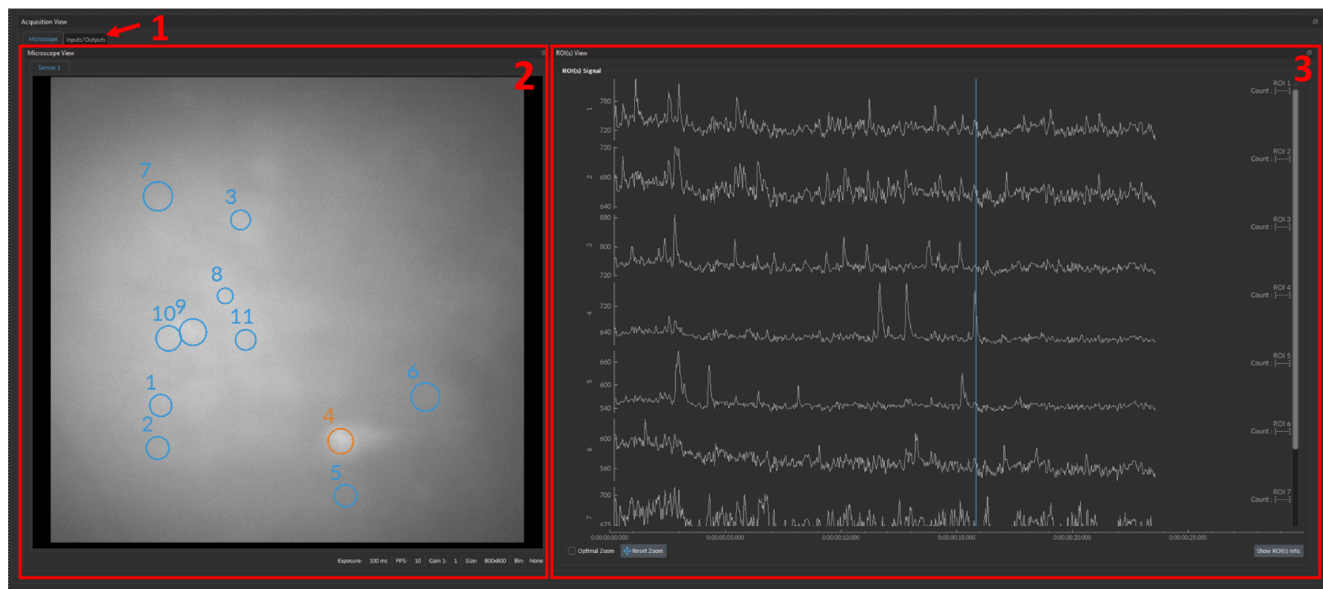 Acquisition View
1
Microscope Inputs/Outputs
Microscope View
2
Sensor 1
7
3
8
10 9
11
1
6
2
4
5
Exposure: 100 ms FPS: 10 Gain 1: 1 Size: 800x800 Bin: None
ROI(s) View
3
ROI(s) Signal
ROI 1
Count : [-----]
780
1
720
ROI 2
Count : [-----]
720
2
680
640
ROI 3
Count : [-----]
880
3
800
720
ROI 4
Count : [-----]
720
4
640
ROI 5
Count : [-----]
660
5
600
540
ROI 6
Count : [-----]
600
6
560
ROI 7
Count : [-----]
700
7
675
0:00:00:00.000 0:00:00:05.000 0:00:00:10.000 0:00:00:15.000 0:00:00:20.000 0:00:00:25.000
Optimal Zoom Reset Zoom Show ROI(s) Info.